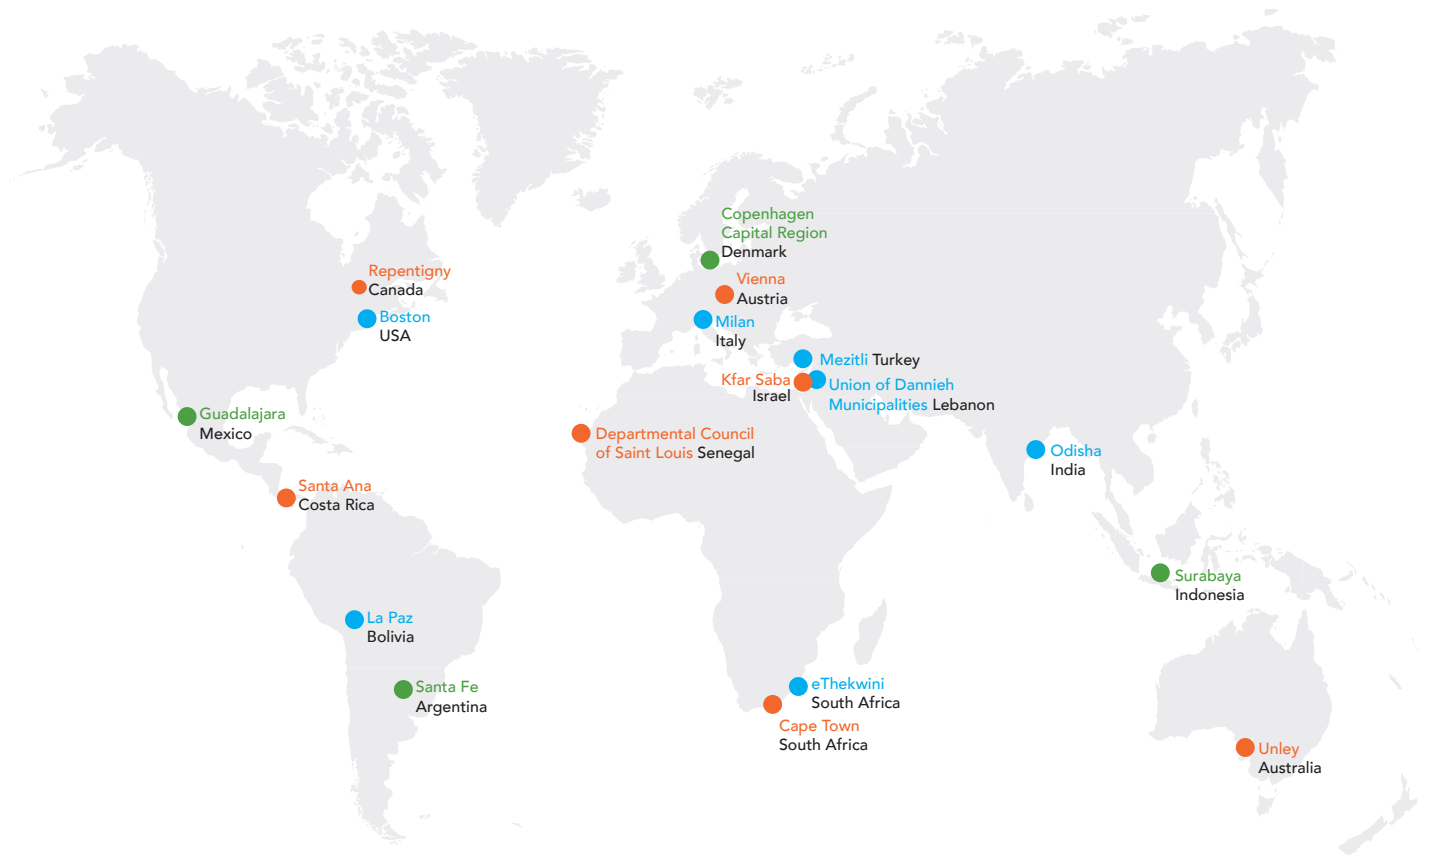 Copenhagen
Capital Region
Denmark
Repentigny
Canada
Vienna
Austria
Boston
USA
Milan
Italy
Mezitli Turkey
Kfar Saba
Israel
Union of Dannieh
Municipalities Lebanon
Guadalajara
Mexico
Departmental Council
of Saint Louis Senegal
Odisha
India
Santa Ana
Costa Rica
Surabaya
Indonesia
La Paz
Bolivia
Santa Fe
Argentina
eThekwini
South Africa
Cape Town
South Africa
Unley
Australia